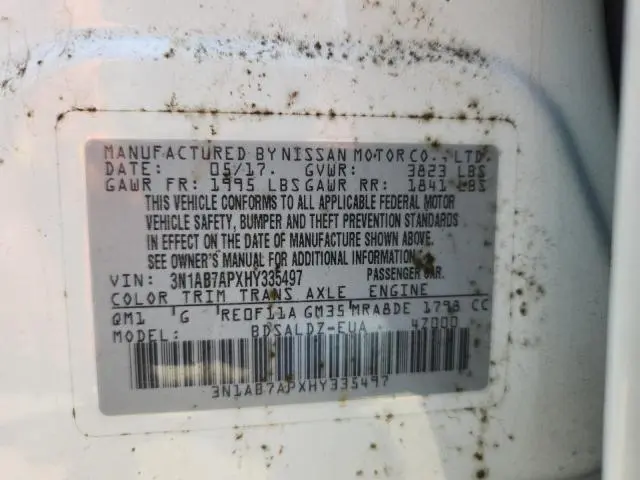 MANUFACTURED BY NISSAN MOTOR CO., LTD.
DATE: 05/17. GVWR: 3823 LBS
GAWR FR: 1995 LBS GAWR RR: 1841 LBS
THIS VEHICLE CONFORMS TO ALL APPLICABLE FEDERAL MOTOR
VEHICLE SAFETY, BUMPER AND THEFT PREVENTION STANDARDS
IN EFFECT ON THE DATE OF MANUFACTURE SHOWN ABOVE.
SEE OWNER'S MANUAL FOR ADDITIONAL INFORMATION.
VIN: 3N1AB7APXHY335497 PASSENGER CAR.
COLOR TRIM TRANS AXLE ENGINE
QM1 G RE0F11A GM35 MRA8DE 1798 CC
MODEL: BDSALDZ-EUA 47000
3N1AB7APXHY335497